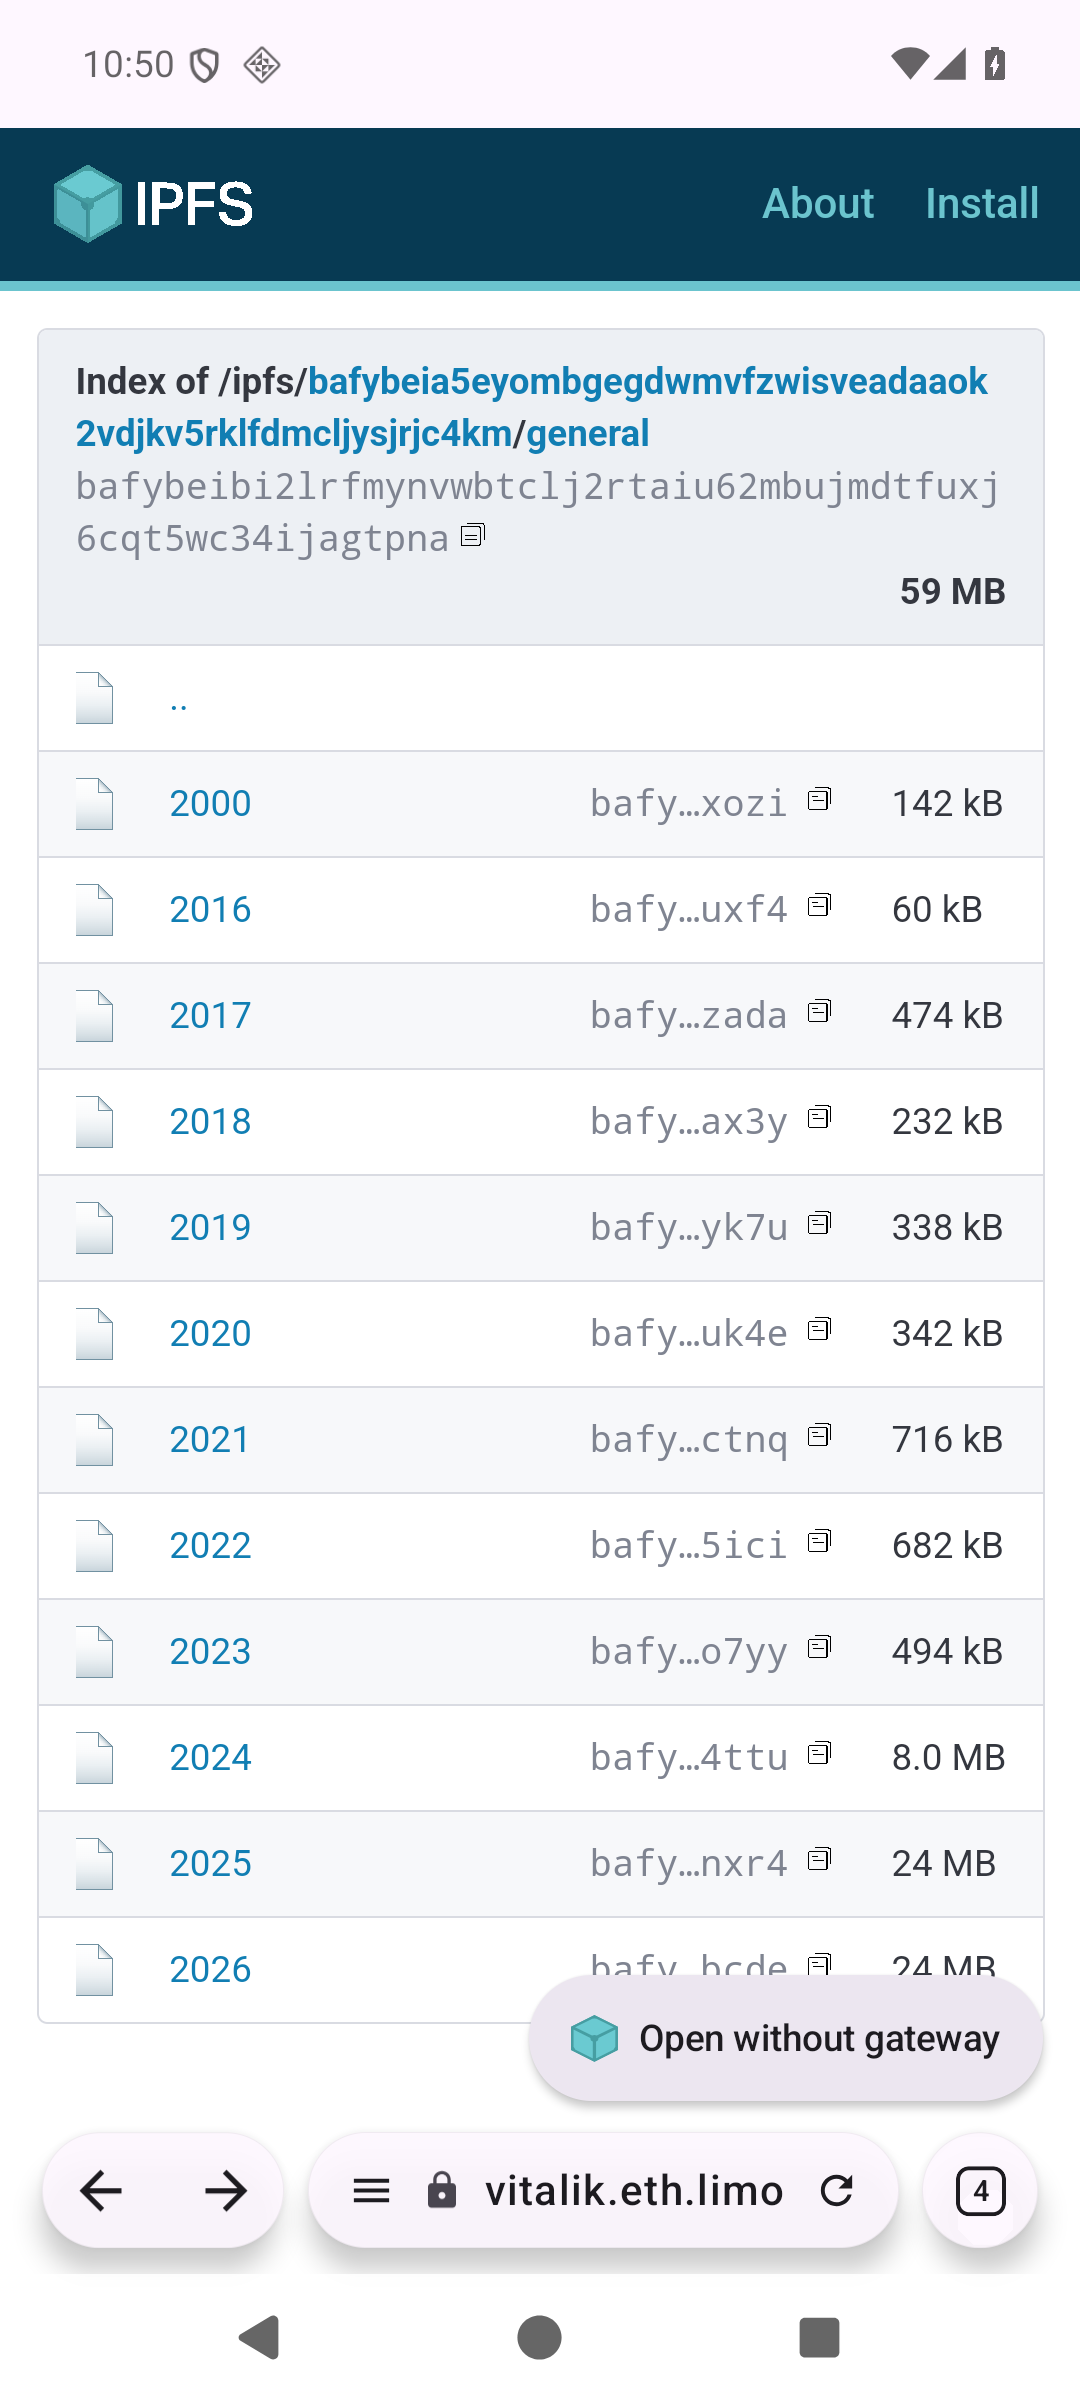 10:50
IPFS
About Install
Index of /ipfs/bafybeia5eyombgegdwmvfzwisveadaaok
2vdjkv5rklfdmcljysjrjc4km/general
bafybeibi2lrfmynvwbtclj2rtaiu62mbujmdtfuxj
6cqt5wc34ijagtpna
59 MB
..
2000 bafy…xozi 142 kB
2016 bafy…uxf4 60 kB
2017 bafy…zada 474 kB
2018 bafy…ax3y 232 kB
2019 bafy…yk7u 338 kB
2020 bafy…uk4e 342 kB
2021 bafy…ctnq 716 kB
2022 bafy…5ici 682 kB
2023 bafy…o7yy 494 kB
2024 bafy…4ttu 8.0 MB
2025 bafy…nxr4 24 MB
2026 bafy…bcde 24 MB
Open without gateway
vitalik.eth.limo
4